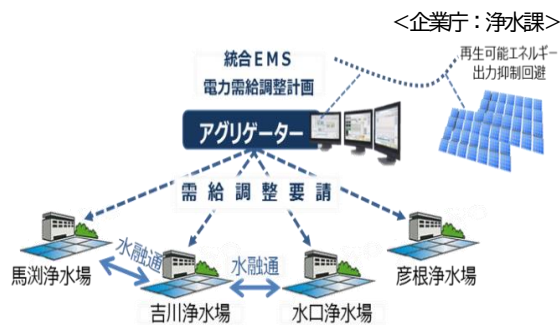 <企業庁：浄水課>
再生可能エネルギー
出力抑制回避
統合EMS
電力需給調整計画
アグリゲーター
需給調整要請
水融通
水融通
馬渕浄水場
吉川浄水場
水口浄水場
彦根浄水場